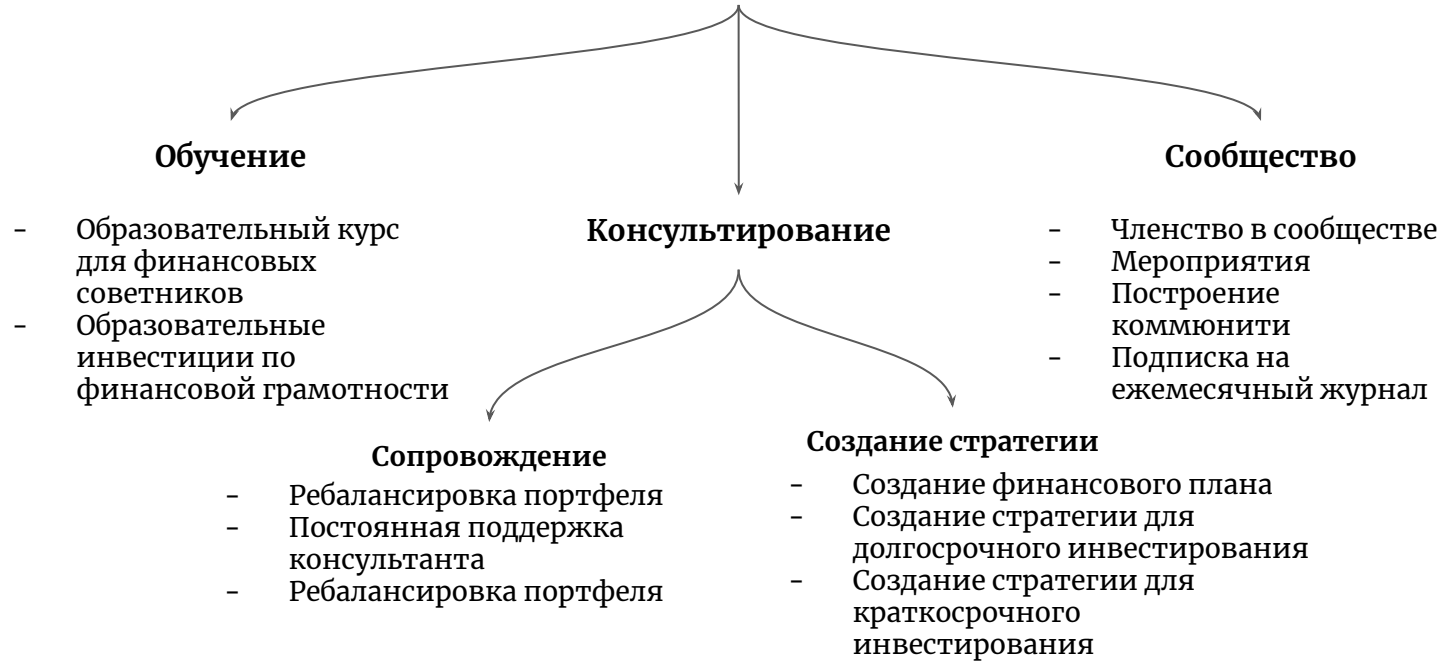 Обучение
- Образовательный курс
для финансовых
советников
- Образовательные
инвестиции по
финансовой грамотности
Консультирование
Сообщество
- Членство в сообществе
- Мероприятия
- Построение
коммюнити
- Подписка на
ежемесячный журнал
Сопровождение
- Ребалансировка портфеля
- Постоянная поддержка
консультанта
- Ребалансировка портфеля
Создание стратегии
- Создание финансового плана
- Создание стратегии для
долгосрочного инвестирования
- Создание стратегии для
краткосрочного
инвестирования